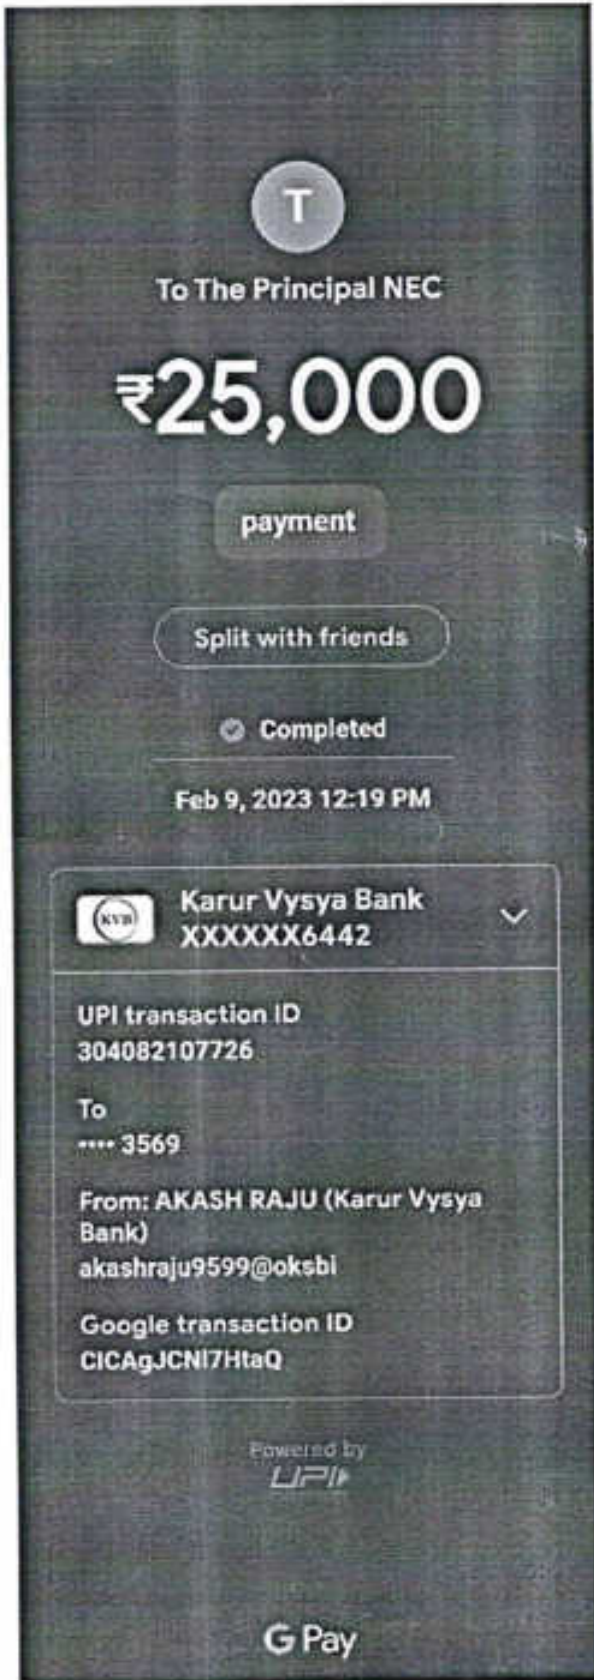 T
To The Principal NEC
₹25,000
payment
Split with friends
Completed
Feb 9, 2023 12:19 PM
KVB
Karur Vysya Bank
XXXXXX6442
UPI transaction ID
304082107726
To
•••• 3569
From: AKASH RAJU (Karur Vysya
Bank)
akashraju9599@oksbi
Google transaction ID
CICAgJCNl7HtaQ
Powered by
UPI
G Pay